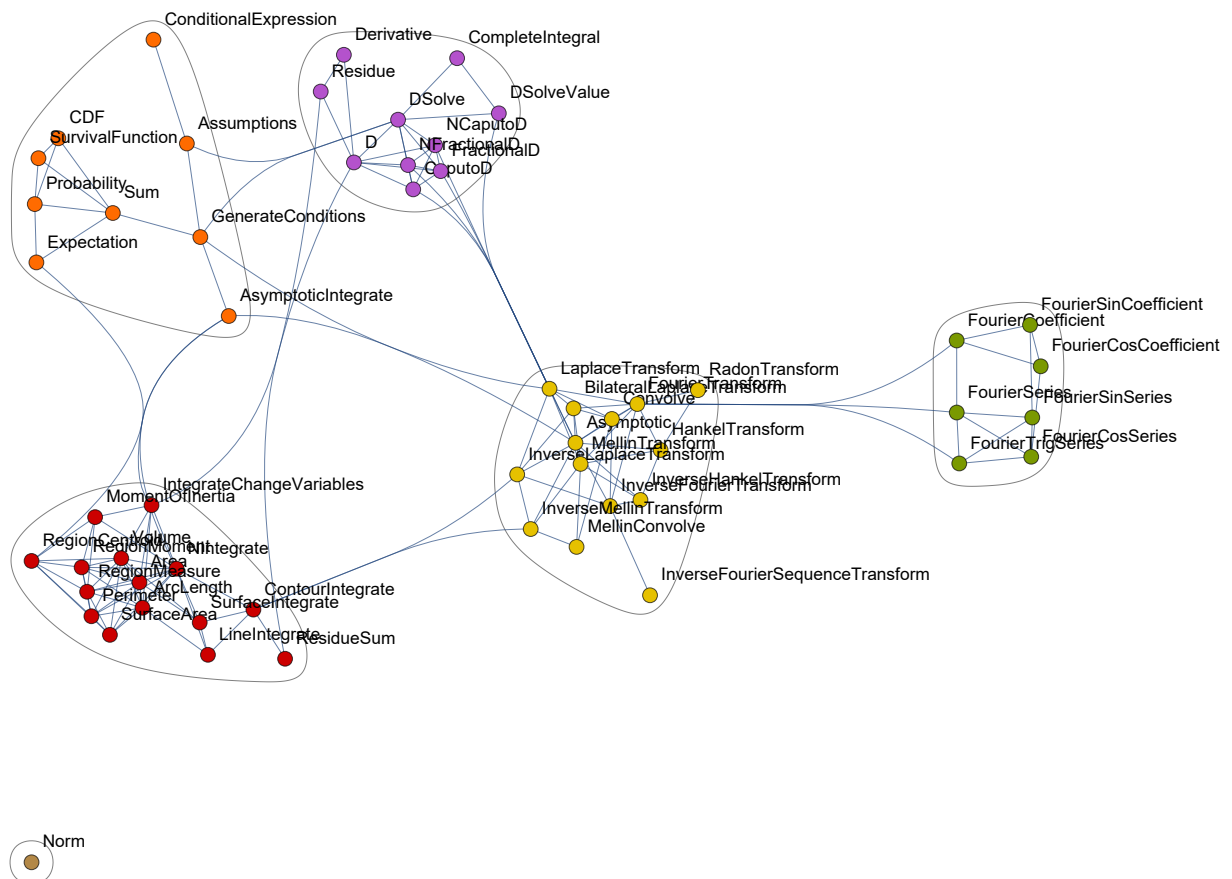 ConditionalExpression
Derivative
CompleteIntegral
Residue
DSolveValue
DSolve
CDF
Assumptions
NCaputoD
SurvivalFunction
D
NFractionalD
FractionalD
CaputoD
Probability
Sum
GenerateConditions
Expectation
AsymptoticIntegrate
FourierSinCoefficient
FourierCoefficient
FourierCosCoefficient
LaplaceTransform
RadonTransform
BilateralLaplaceTransform
FourierTransform
Convolve
FourierSeries
FourierSinSeries
Asymptotic
HankelTransform
MellinTransform
FourierTrigSeries
FourierCosSeries
InverseLaplaceTransform
InverseHankelTransform
InverseFourierTransform
IntegrateChangeVariables
MomentOfInertia
InverseMellinTransform
MellinConvolve
RegionCentroid
Volume
RegionMoment
NIntegrate
Area
RegionMeasure
ArcLength
InverseFourierSequenceTransform
ContourIntegrate
Perimeter
SurfaceIntegrate
SurfaceArea
LineIntegrate
ResidueSum
Norm